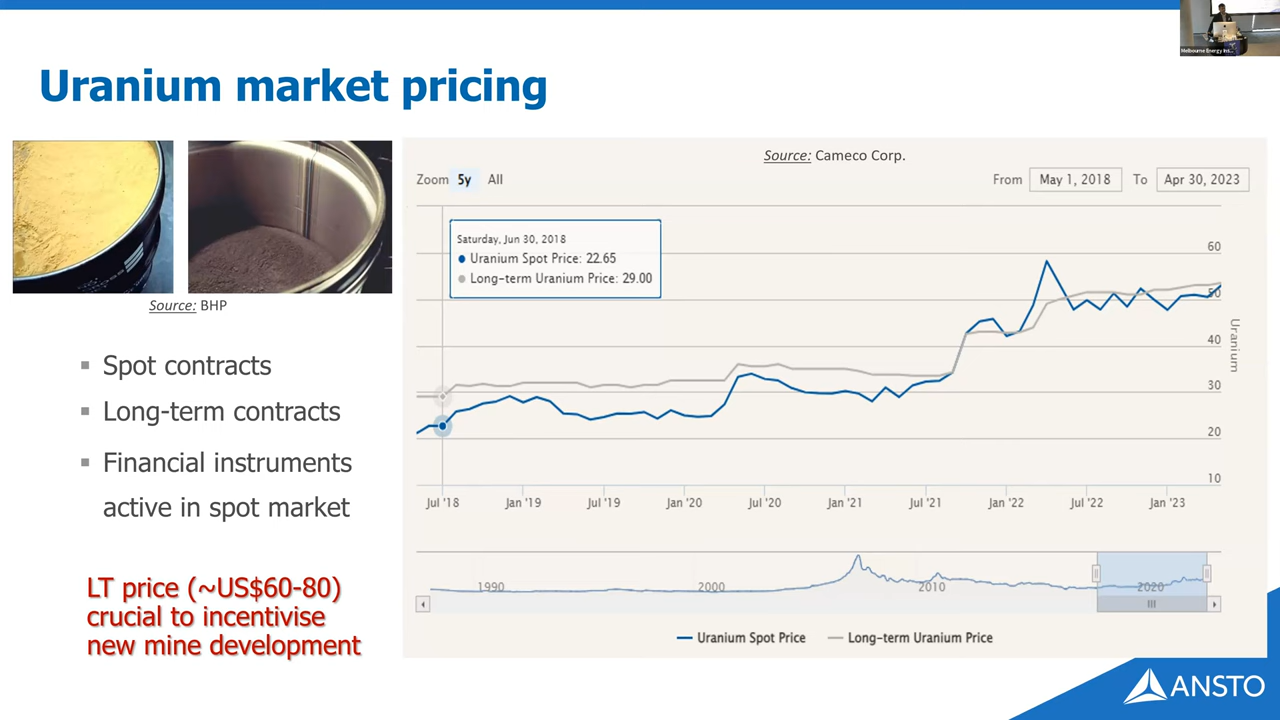 Melbourne Energy Ins...
Uranium market pricing
Source: BHP
Spot contracts
Long-term contracts
Financial instruments
active in spot market
LT price (~US$60-80)
crucial to incentivise
new mine development
Source: Cameco Corp.
Zoom 5y All
From May 1, 2018 To Apr 30, 2023
Saturday, Jun 30, 2018
Uranium Spot Price: 22.65
Long-term Uranium Price: 29.00
60
50
40
30
20
10
Uranium
Jul '18 Jan '19 Jul '19 Jan '20 Jul '20 Jan '21 Jul '21 Jan '22 Jul '22 Jan '23
1990 2000 2010 2020
Uranium Spot Price Long-term Uranium Price
ANSTO